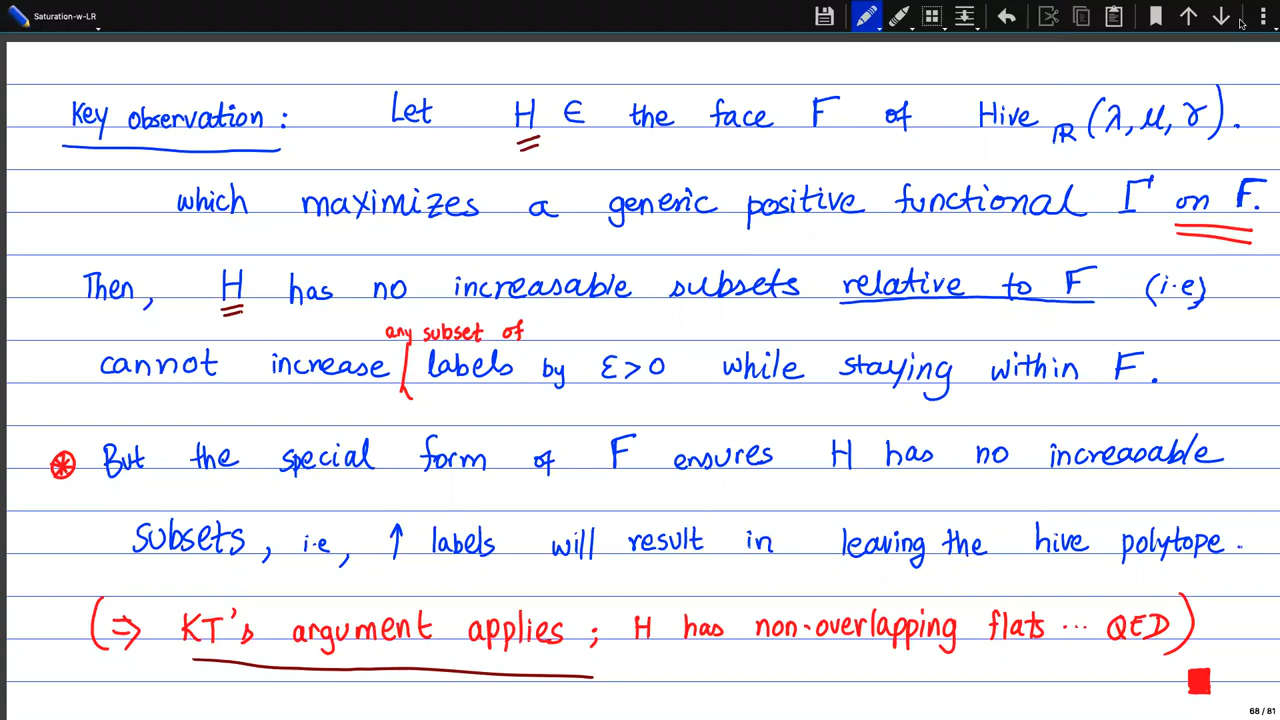 Saturation-w-LR
Key observation: Let H ∈ the face F of Hive_ℝ(λ, μ, γ).
which maximizes a generic positive functional Γ on F.
Then, H has no increasable subsets relative to F (i.e,
any subset of
cannot increase labels by ε>0 while staying within F.
⊛ But the special form of F ensures H has no increasable
subsets, i.e, ↑ labels will result in leaving the hive polytope.
(⇒ KT's argument applies; H has non-overlapping flats ... QED)
68 / 81